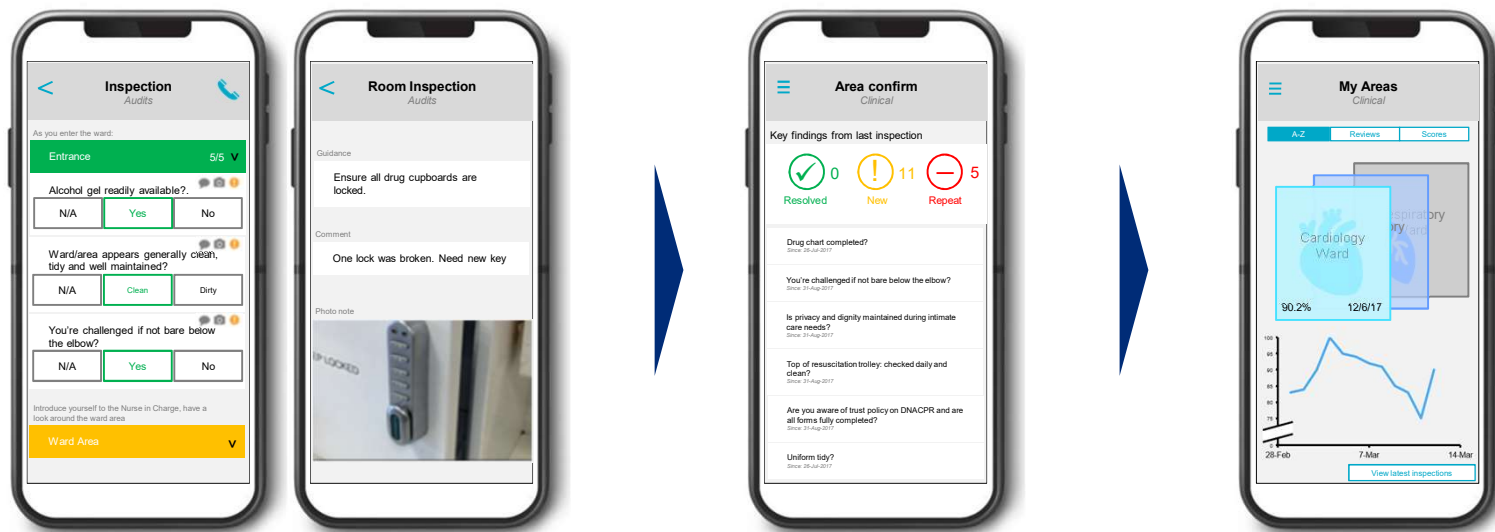 Inspection
Audits
As you enter the ward:
Entrance 5/5 V
Alcohol gel readily available?.
N/A Yes No
Ward/area appears generally clean,
tidy and well maintained?
N/A Clean Dirty
You're challenged if not bare below
the elbow?
N/A Yes No
Introduce yourself to the Nurse in Charge, have a
look around the ward area
Ward Area V
Room Inspection
Audits
Guidance
Ensure all drug cupboards are
locked.
Comment
One lock was broken. Need new key
Photo note
LOCKED
Area confirm
Clinical
Key findings from last inspection
0 11 5
Resolved New Repeat
Drug chart completed?
Since: 26-Jul-2017
You're challenged if not bare below the elbow?
Since: 31-Aug-2017
Is privacy and dignity maintained during intimate
care needs?
Since: 31-Aug-2017
Top of resuscitation trolley: checked daily and
clean?
Since: 31-Aug-2017
Are you aware of trust policy on DNACPR and are
all forms fully completed?
Since: 31-Aug-2017
Uniform tidy?
Since: 26-Jul-2017
My Areas
Clinical
A-Z Reviews Scores
Cardiology
Ward
90.2% 12/6/17
100
95
90
85
80
75
0
28-Feb 7-Mar 14-Mar
View latest inspections